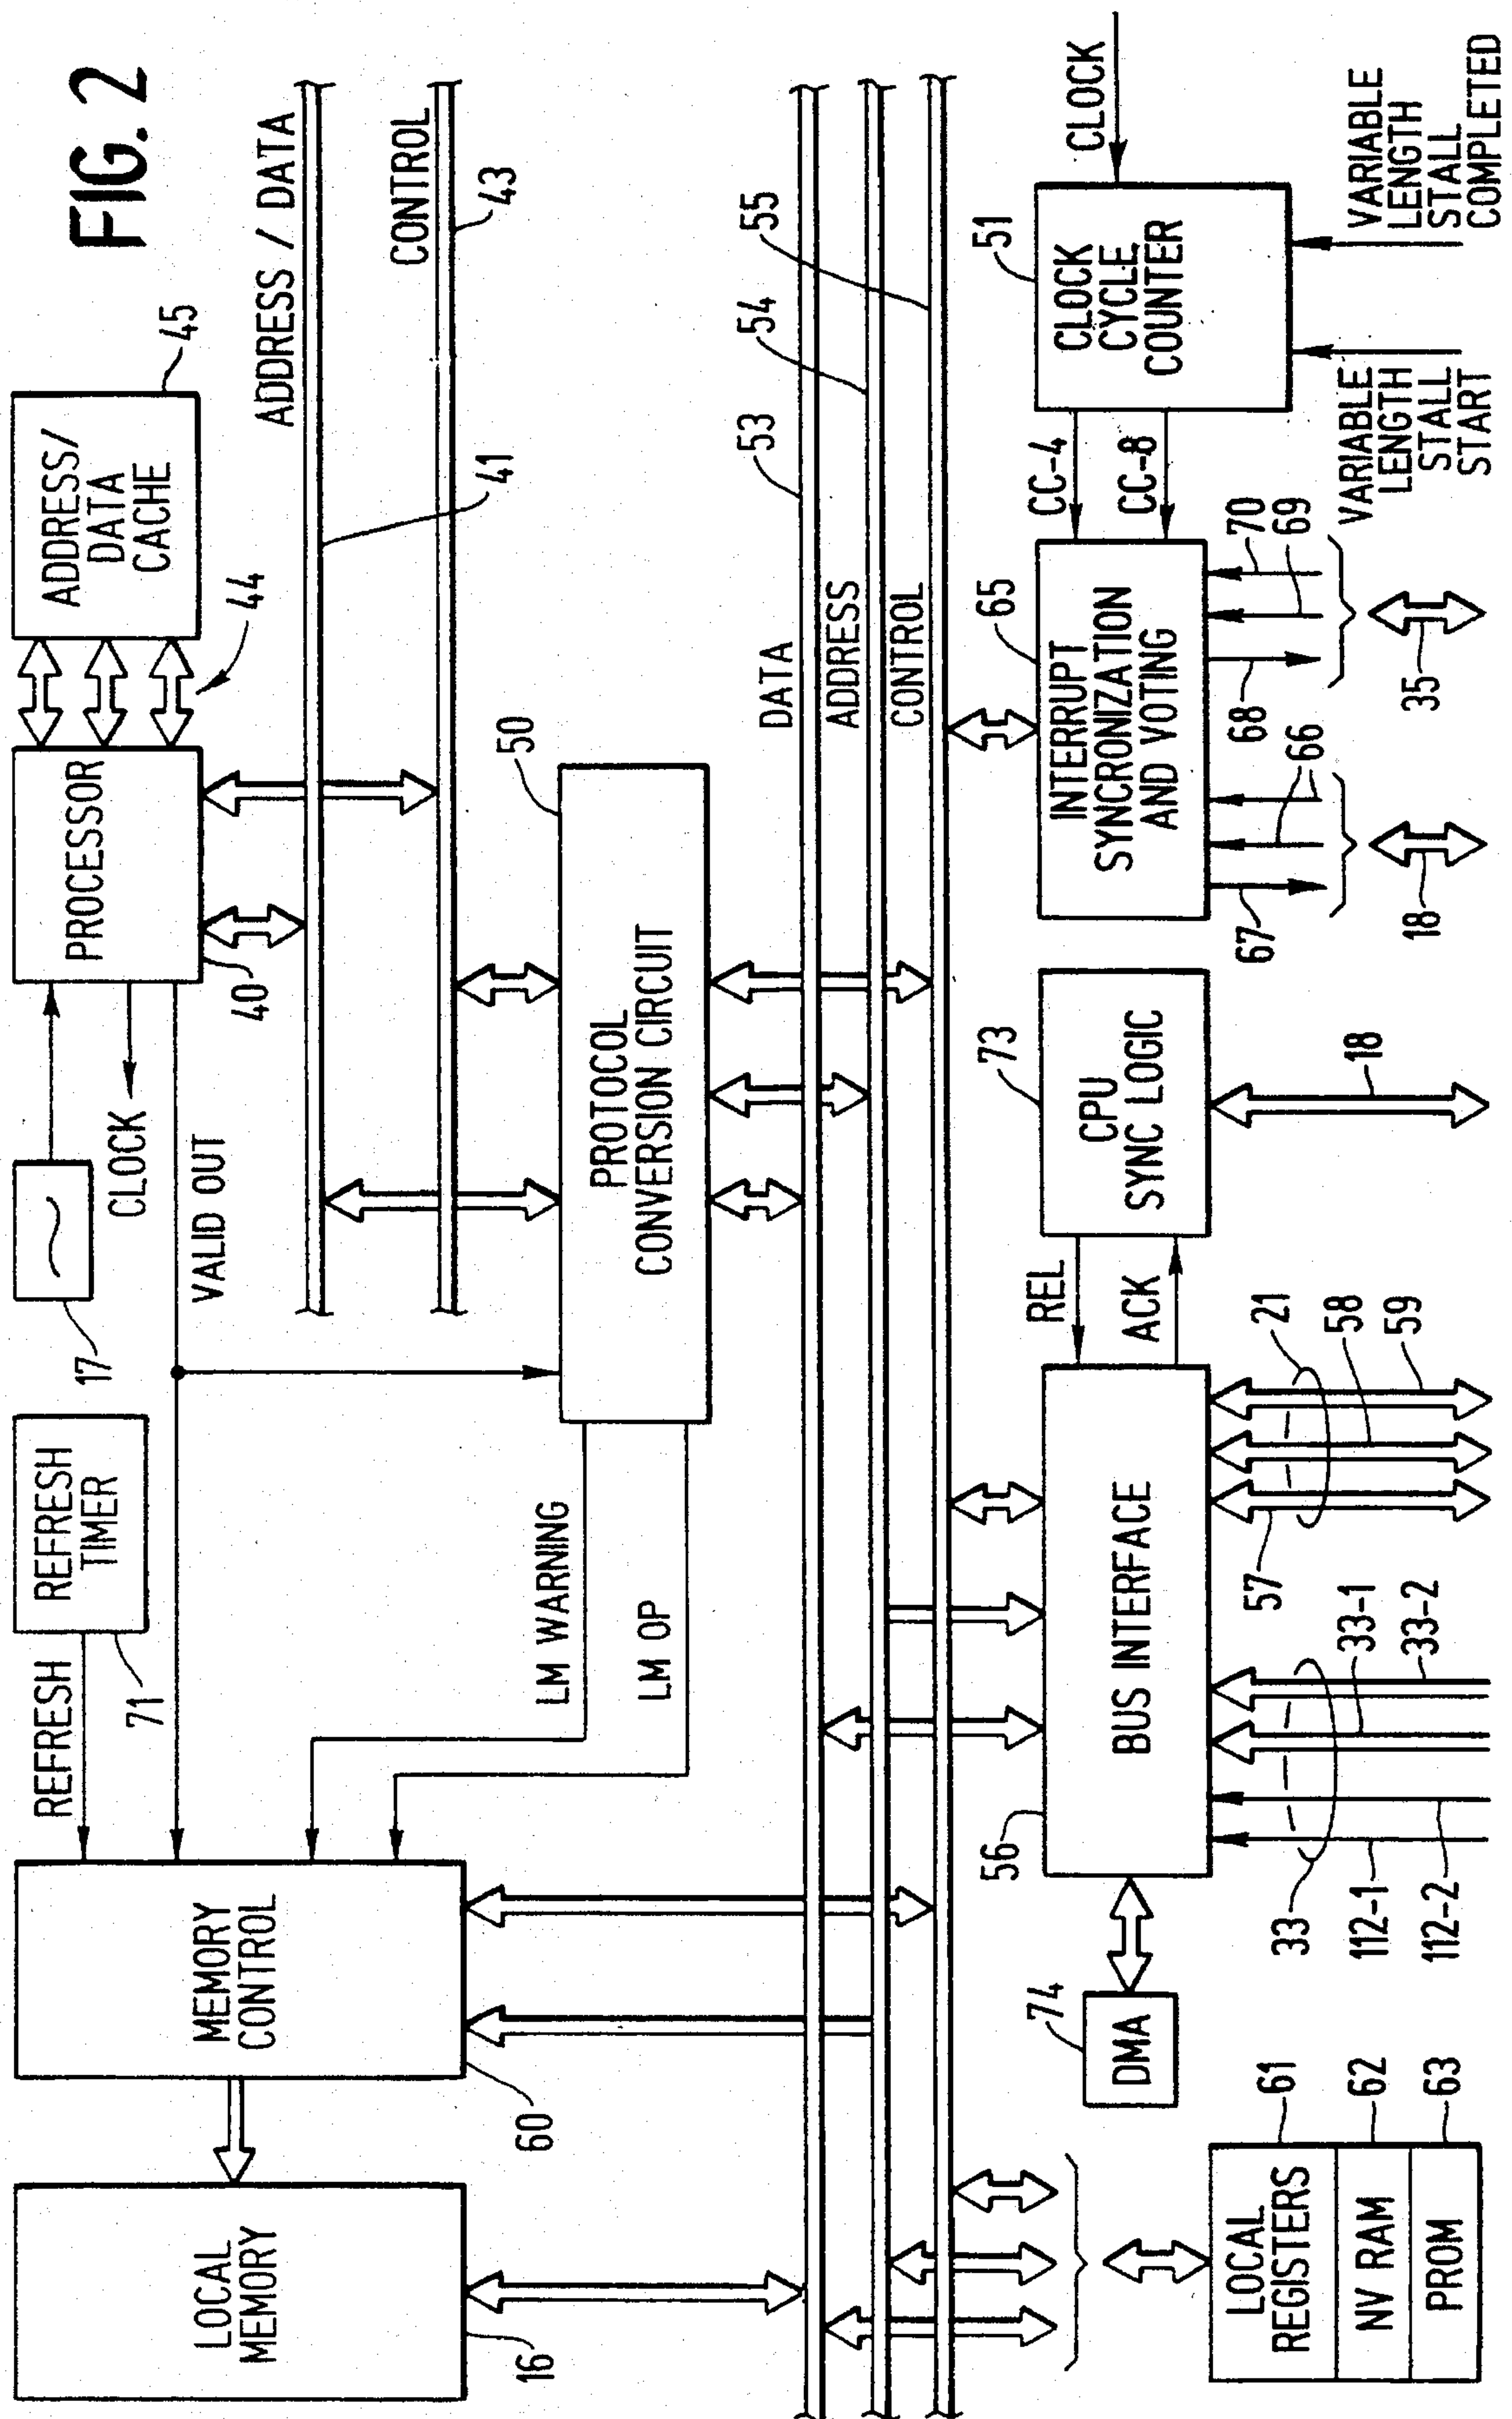 FIG. 2
LOCAL
MEMORY
16
MEMORY
CONTROL
60
REFRESH
REFRESH
TIMER
71
17
CLOCK
VALID OUT
PROCESSOR
40
44
ADDRESS/
DATA
CACHE
45
ADDRESS / DATA
41
CONTROL
43
LM WARNING
LM OP
PROTOCOL
CONVERSION CIRCUIT
50
DATA
ADDRESS
CONTROL
53
54
55
LOCAL
REGISTERS
NV RAM
PROM
61
62
63
DMA
74
BUS INTERFACE
56
33
112-1
112-2
33-1
33-2
57
21
58
59
REL
ACK
CPU
SYNC LOGIC
73
18
INTERRUPT
SYNCRONIZATION
AND VOTING
65
67
66
18
68
70
69
35
CC-4
CC-8
CLOCK
CYCLE
COUNTER
51
CLOCK
VARIABLE
LENGTH
STALL
START
VARIABLE
LENGTH
STALL
COMPLETED